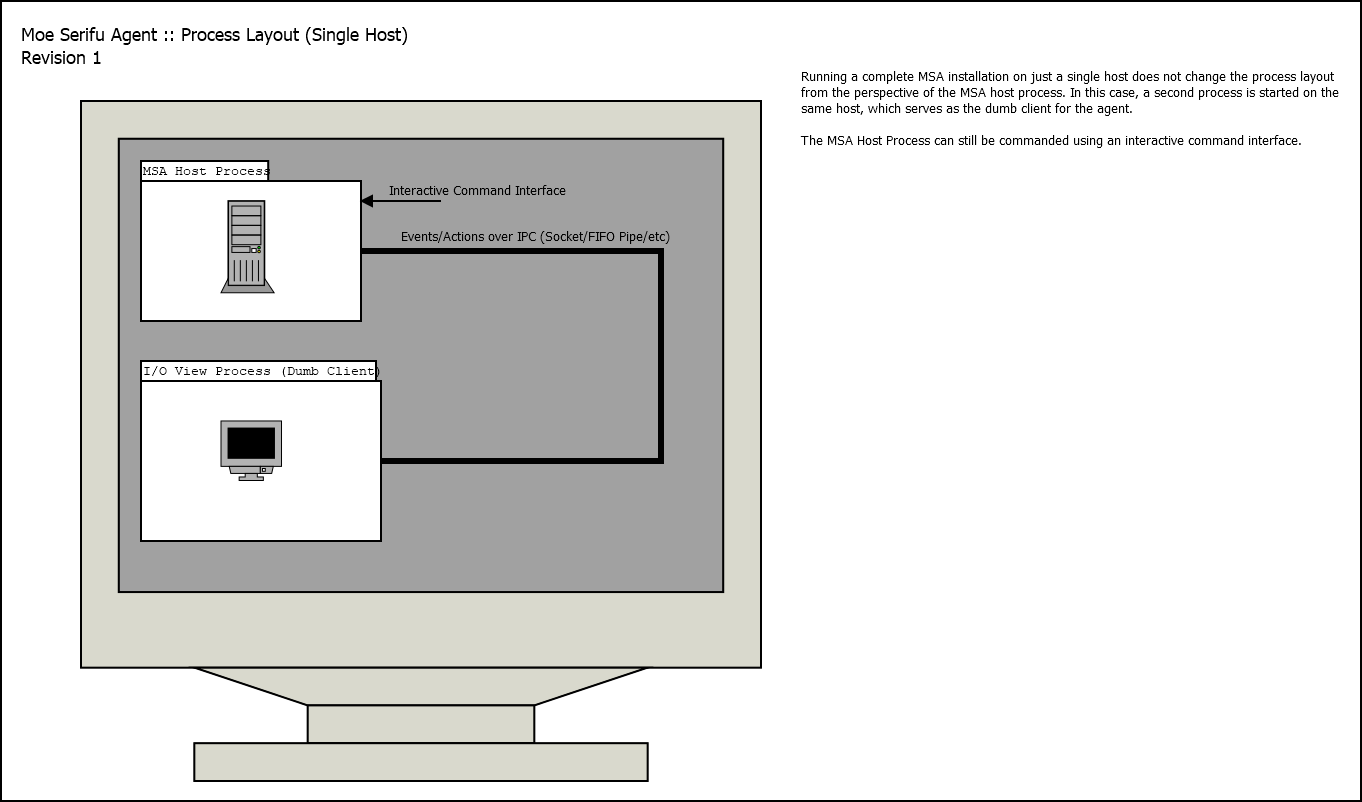 Moe Serifu Agent :: Process Layout (Single Host)
Revision 1
Running a complete MSA installation on just a single host does not change the process layout
from the perspective of the MSA host process. In this case, a second process is started on the
same host, which serves as the dumb client for the agent.
The MSA Host Process can still be commanded using an interactive command interface.
MSA Host Process
Interactive Command Interface
Events/Actions over IPC (Socket/FIFO Pipe/etc)
I/O View Process (Dumb Client)